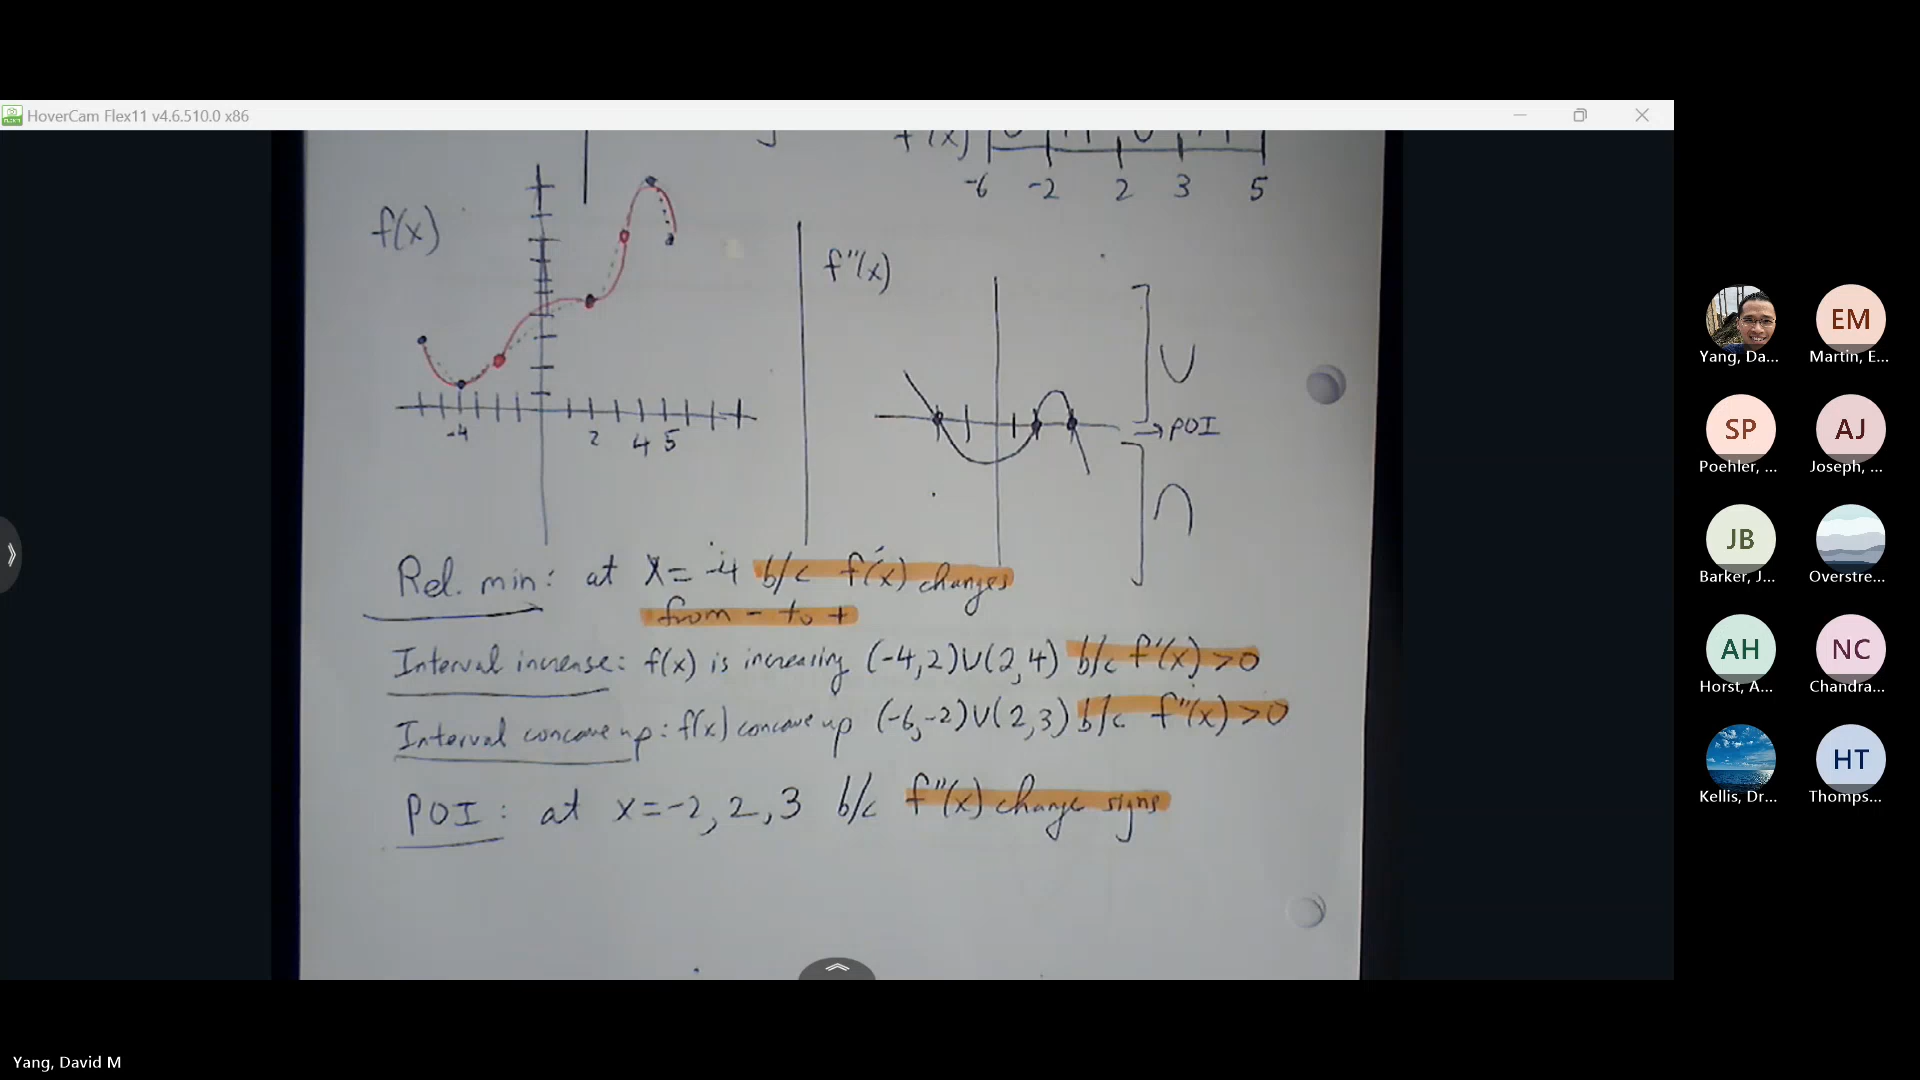 HoverCam Flex11 v4.6.510.0 x86
-6 -2 2 3 5
f(x)
f''(x)
-4 2 4 5
→ POI
Rel. min: at x = -4 b/c f'(x) changes
from - to +
Interval increase: f(x) is increasing (-4,2)∪(2,4) b/c f'(x) >0
Interval concave up: f(x) concave up (-6,-2)∪(2,3) b/c f''(x) >0
POI: at x=-2, 2, 3 b/c f''(x) change signs
Yang, Da...
EM
Martin, E...
SP
Poehler, ...
AJ
Joseph, ...
JB
Barker, J...
Overstre...
AH
Horst, A...
NC
Chandra...
Kellis, Dr...
HT
Thomps...
Yang, David M